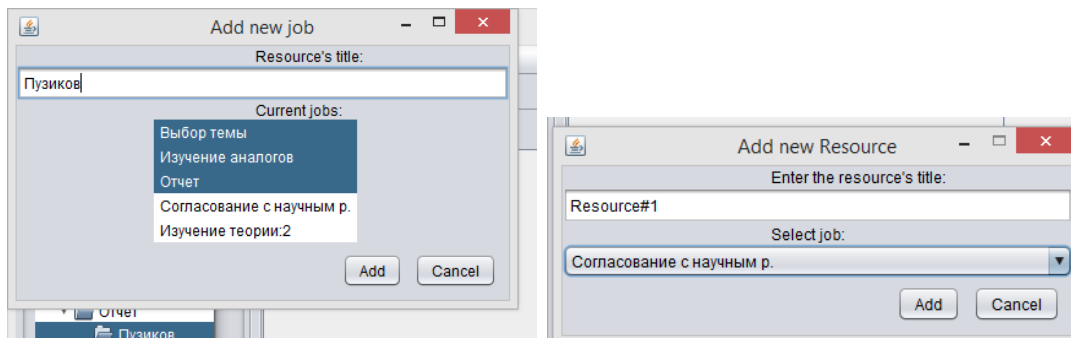 Add new job
Resource's title:
Пузиков
Current jobs:
Выбор темы
Изучение аналогов
Отчет
Согласование с научным р.
Изучение теории:2
Add Cancel
Отчет
Пузиков
Add new Resource
Enter the resource's title:
Resource#1
Select job:
Согласование с научным р.
Add Cancel